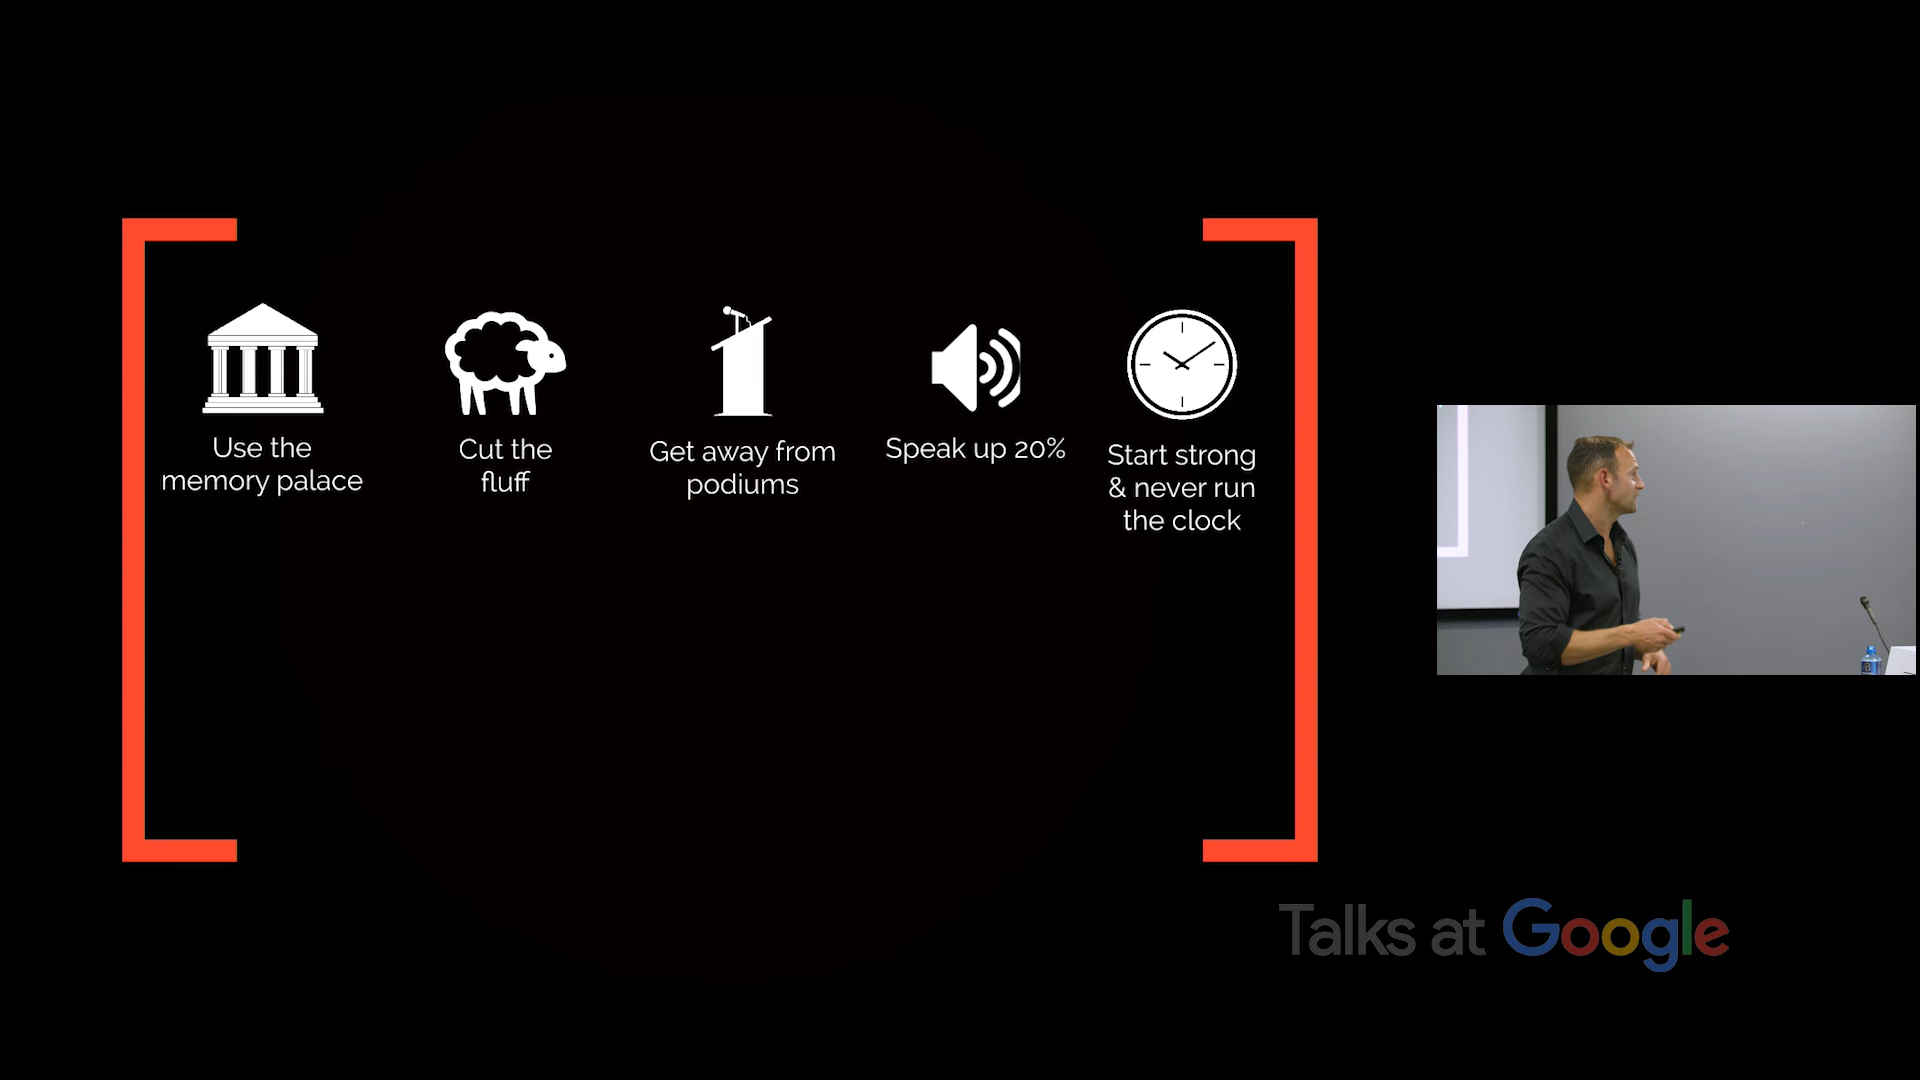 Use the
memory palace
Cut the
fluff
Get away from
podiums
Speak up 20%
Start strong
& never run
the clock
Talks at Google